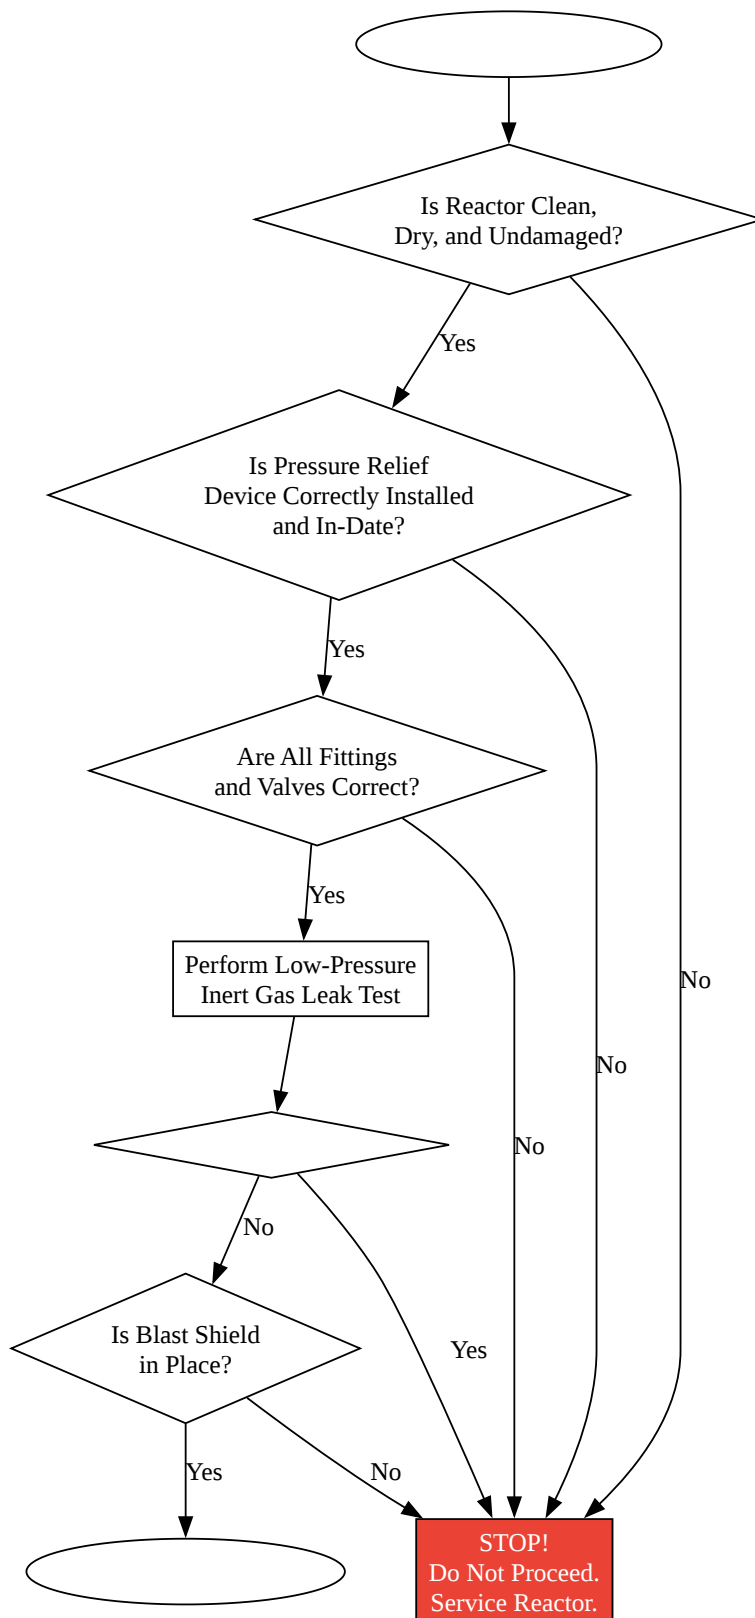 Is Reactor Clean,
Dry, and Undamaged?
Yes
Is Pressure Relief
Device Correctly Installed
and In-Date?
Yes
Are All Fittings
and Valves Correct?
Yes
Perform Low-Pressure
Inert Gas Leak Test
No
No
No
No
Is Blast Shield
in Place?
Yes
Yes
No
STOP!
Do Not Proceed.
Service Reactor.